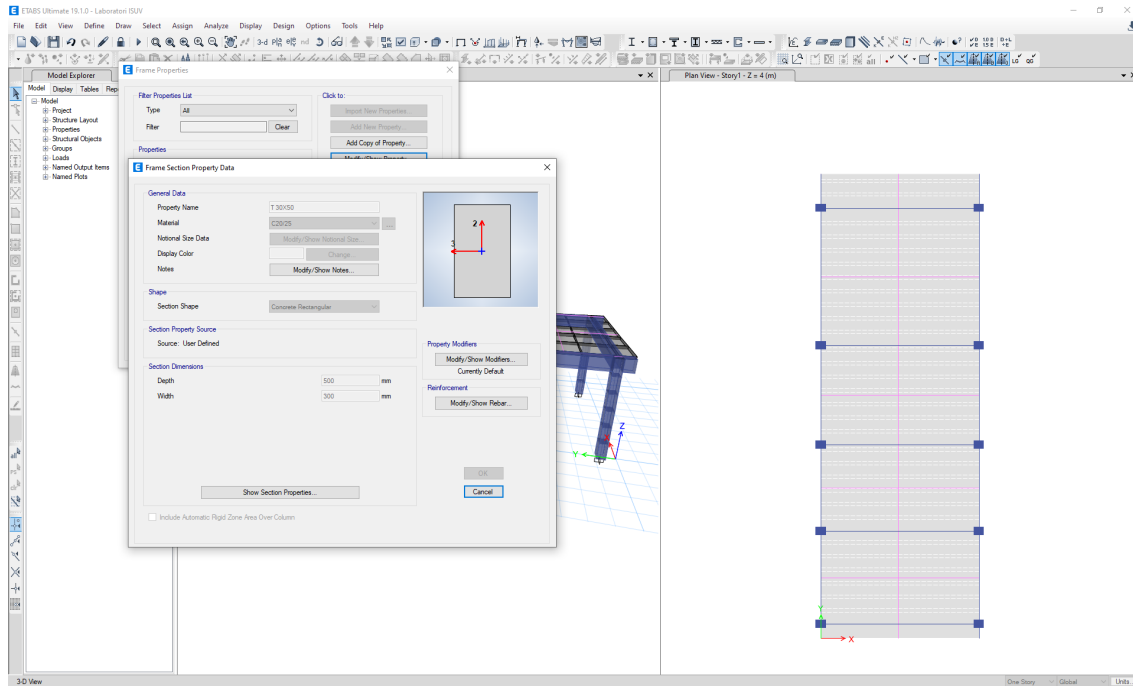 ETABS Ultimate 19.1.0 - Laboratori ISUV
File Edit View Define Draw Select Assign Analyze Display Design Options Tools Help
3-d
Model Explorer
Model Display Tables Rep
Model
Project
Structure Layout
Properties
Structural Objects
Groups
Loads
Named Output Items
Named Plots
Frame Properties
Filter Properties List
Type All
Filter Clear
Properties
Click to:
Import New Properties...
Add New Property...
Add Copy of Property...
Modify/Show Property...
Frame Section Property Data
General Data
Property Name T 30X50
Material C20/25 ...
Notional Size Data Modify/Show Notional Size...
Display Color Change...
Notes Modify/Show Notes...
Shape
Section Shape Concrete Rectangular
Section Property Source
Source: User Defined
Section Dimensions
Depth 500 mm
Width 300 mm
Show Section Properties...
Include Automatic Rigid Zone Area Over Column
2
3
Property Modifiers
Modify/Show Modifiers...
Currently Default
Reinforcement
Modify/Show Rebar...
OK
Cancel
Z
Y
Plan View - Story1 - Z = 4 (m)
Y
X
3-D View
One Story Global Units...